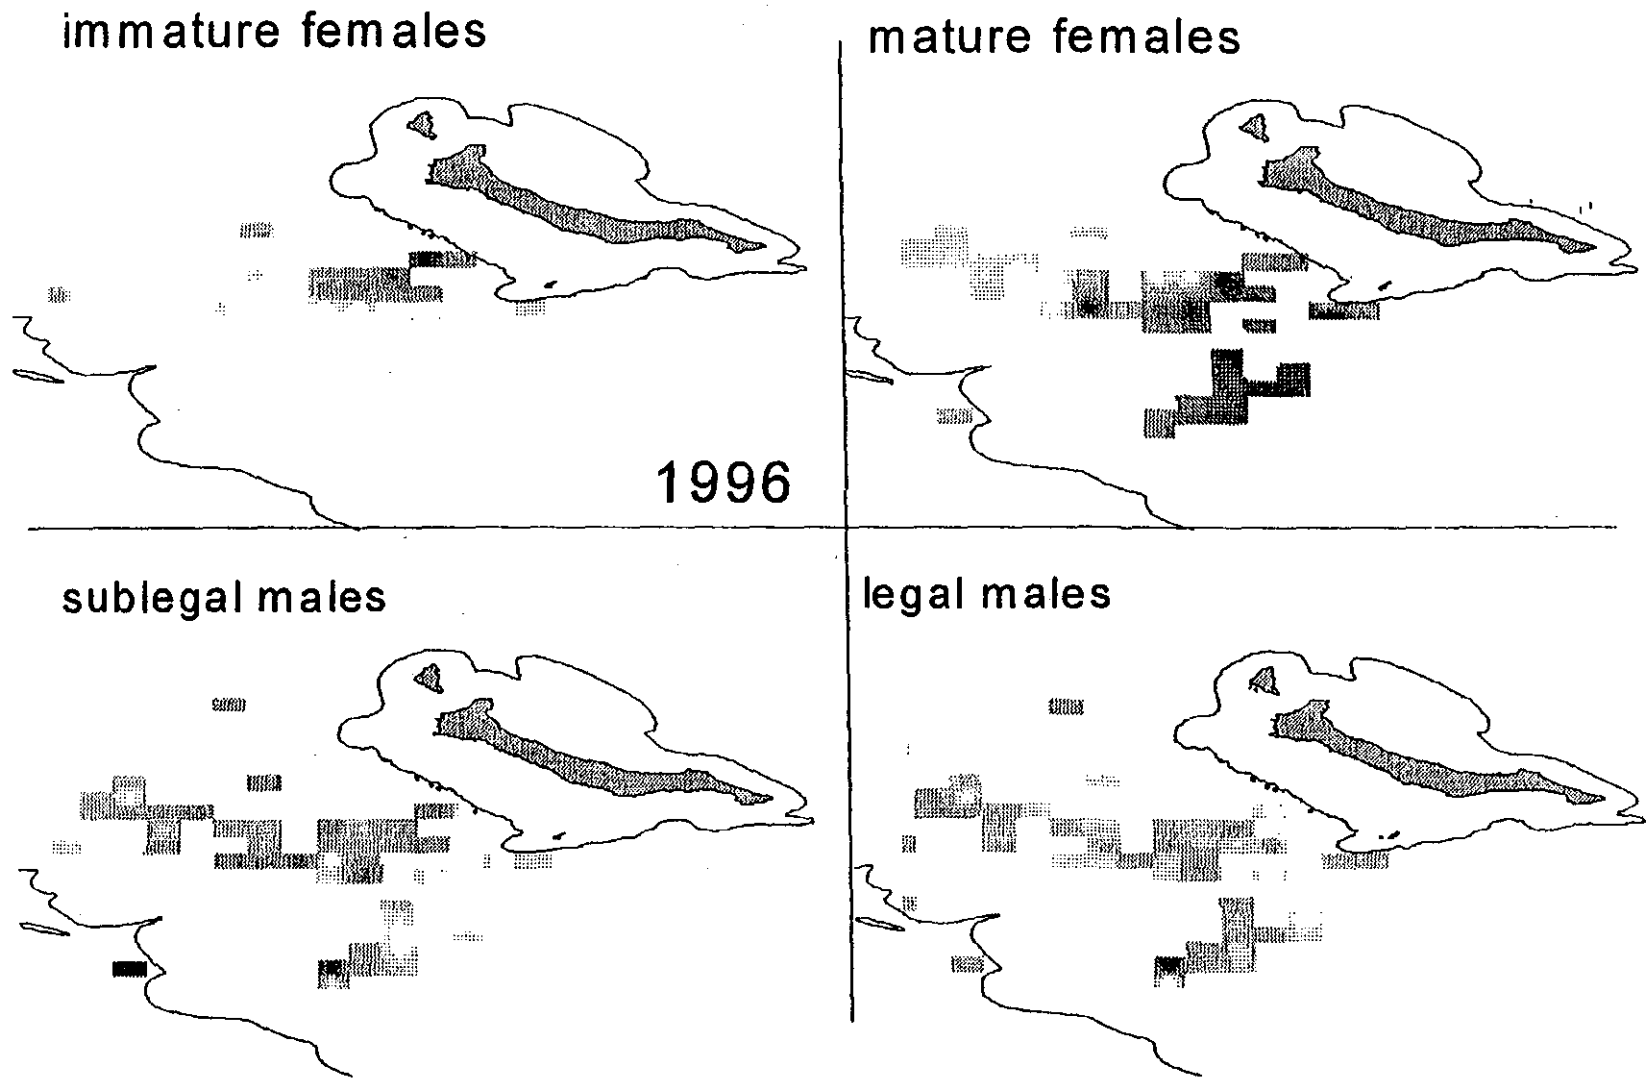 immature females
mature females
1996
sublegal males
legal males